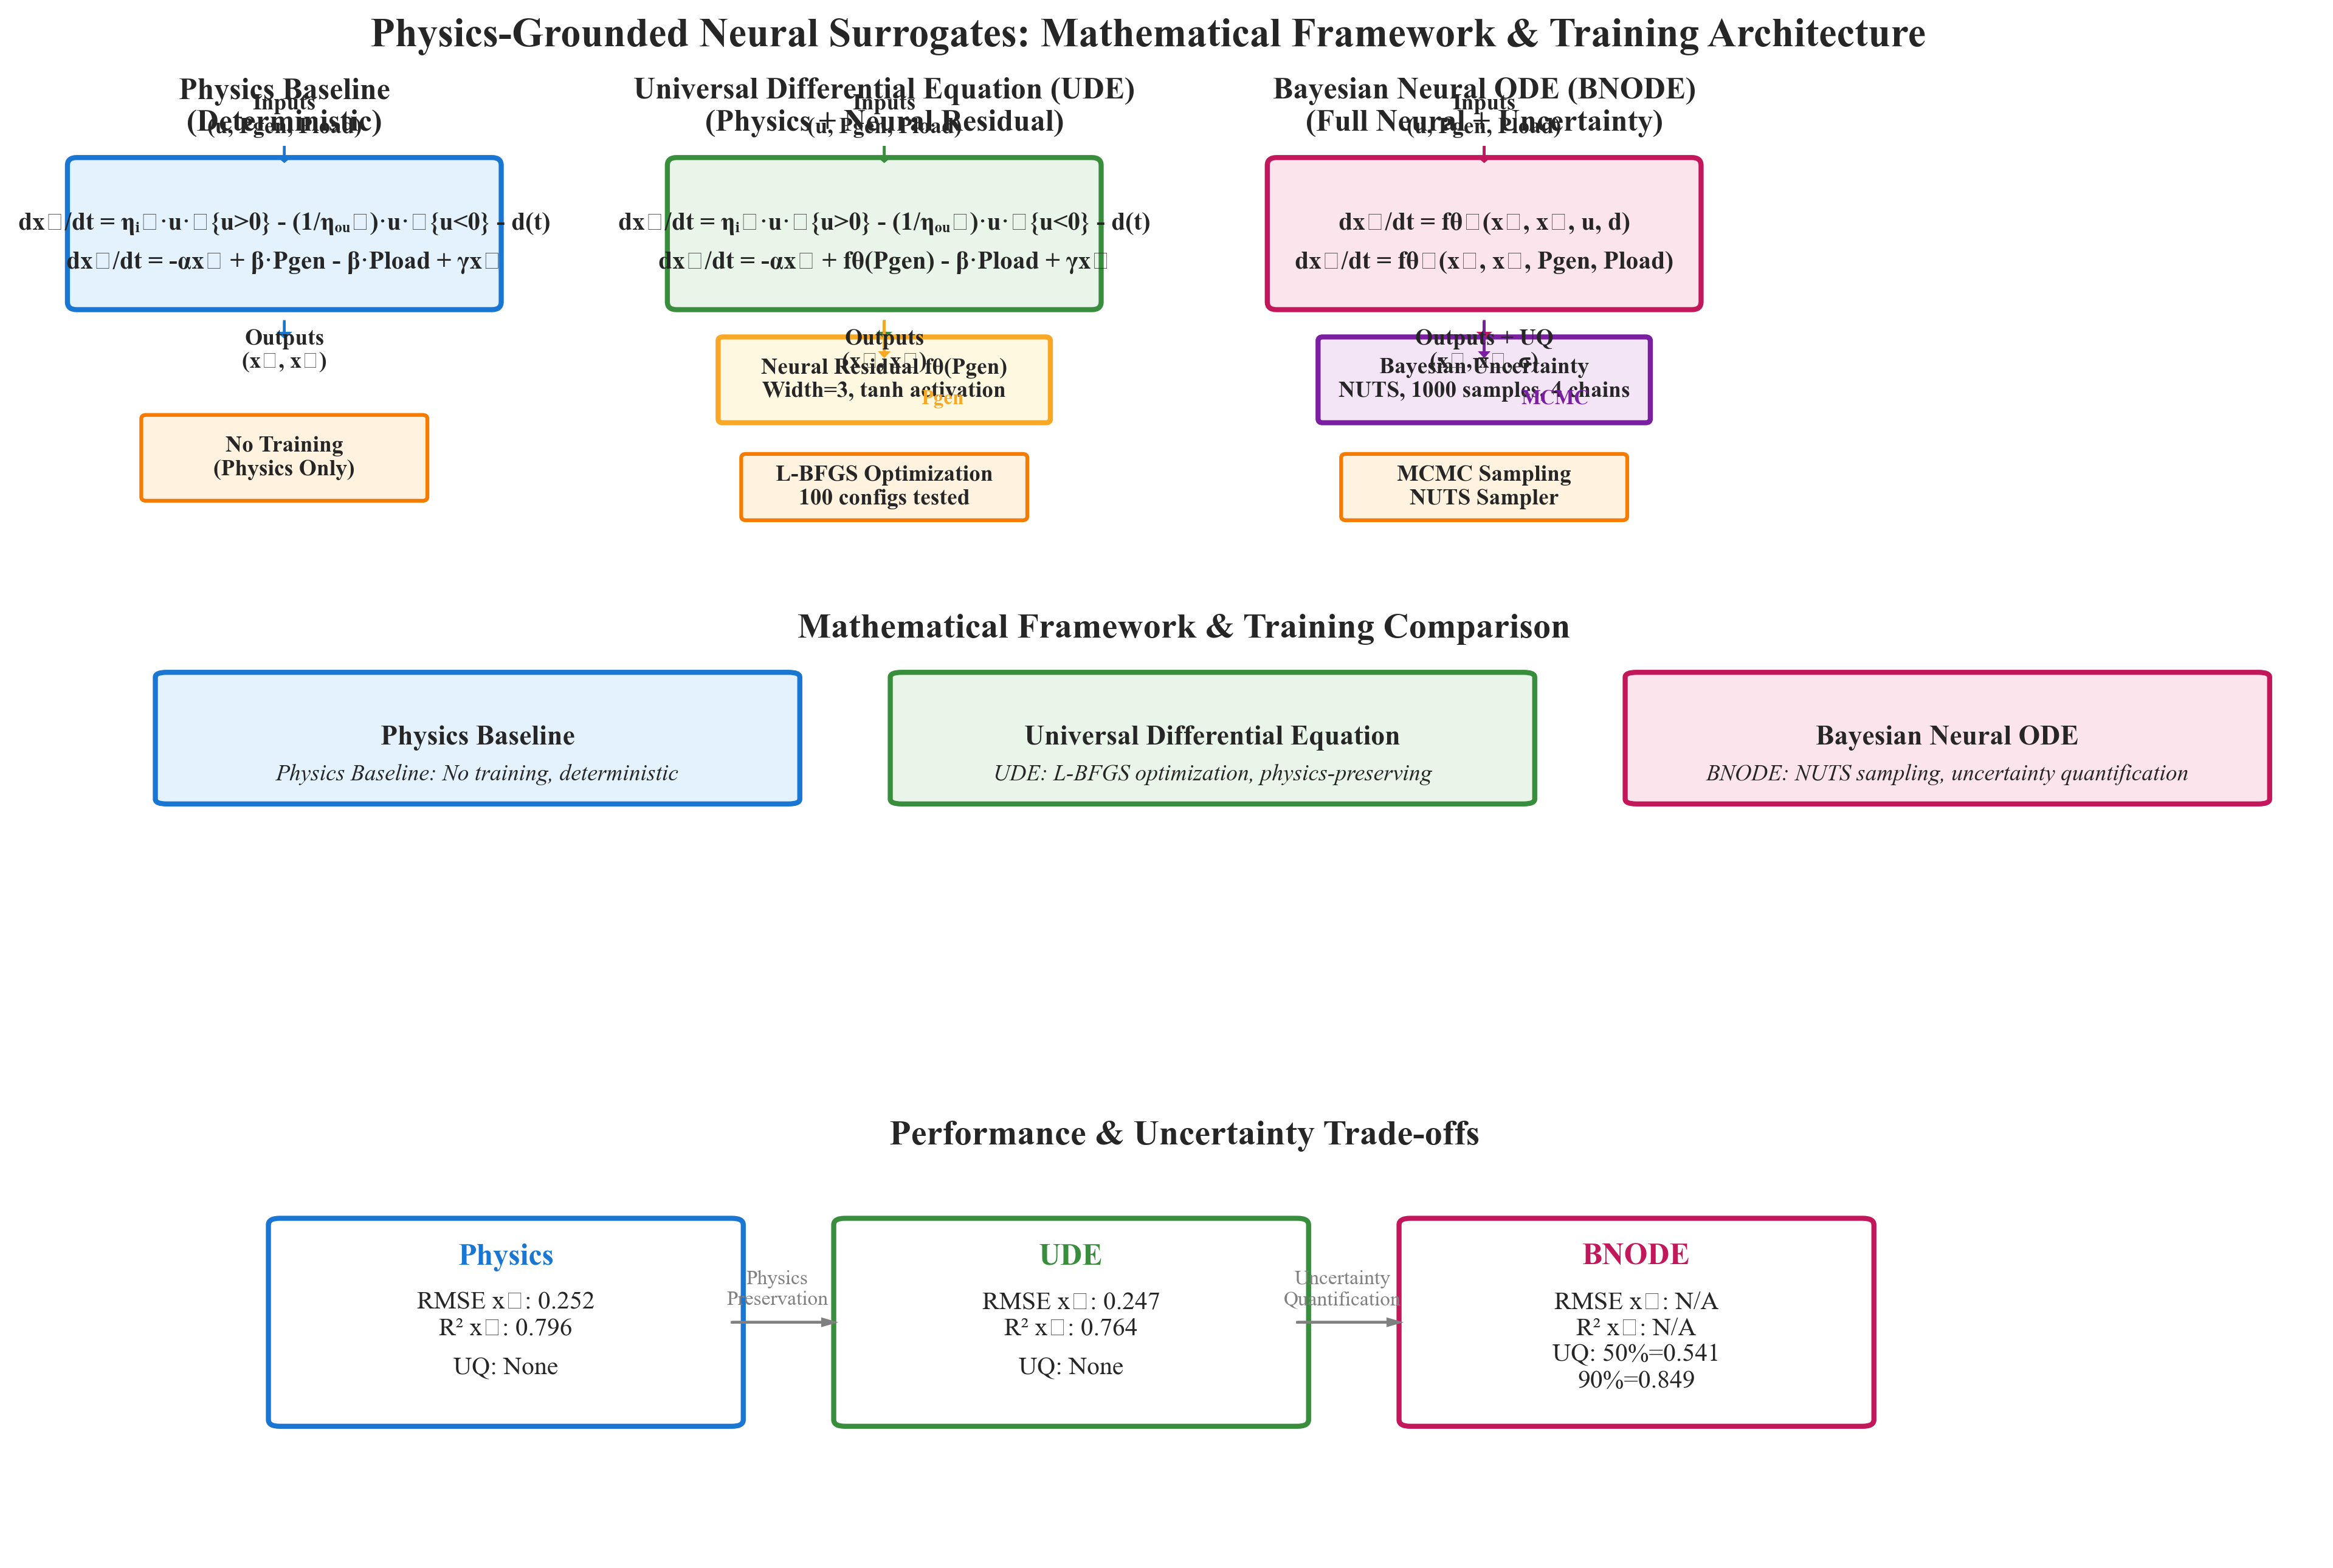 Physics-Grounded Neural Surrogates: Mathematical Framework & Training Architecture
Physics Baseline
(Deterministic)
Inputs
(u, Pgen, Pload)
dx□/dt = ηᵢ□·u·□{u>0} - (1/ηₒᵤ□)·u·□{u<0} - d(t)
dx□/dt = -αx□ + β·Pgen - β·Pload + γx□
Outputs
(x□, x□)
No Training
(Physics Only)
Universal Differential Equation (UDE)
(Physics + Neural Residual)
Inputs
(u, Pgen, Pload)
dx□/dt = ηᵢ□·u·□{u>0} - (1/ηₒᵤ□)·u·□{u<0} - d(t)
dx□/dt = -αx□ + fθ(Pgen) - β·Pload + γx□
Outputs
(x□, x□)
Neural Residual fθ(Pgen)
Width=3, tanh activation
Pgen
L-BFGS Optimization
100 configs tested
Bayesian Neural ODE (BNODE)
(Full Neural + Uncertainty)
Inputs
(u, Pgen, Pload)
dx□/dt = fθ□(x□, x□, u, d)
dx□/dt = fθ□(x□, x□, Pgen, Pload)
Outputs + UQ
(x□, x□, σ)
Bayesian Uncertainty
NUTS, 1000 samples, 4 chains
MCMC
MCMC Sampling
NUTS Sampler
Mathematical Framework & Training Comparison
Physics Baseline
Physics Baseline: No training, deterministic
Universal Differential Equation
UDE: L-BFGS optimization, physics-preserving
Bayesian Neural ODE
BNODE: NUTS sampling, uncertainty quantification
Performance & Uncertainty Trade-offs
Physics
RMSE x□: 0.252
R² x□: 0.796
UQ: None
Physics
Preservation
UDE
RMSE x□: 0.247
R² x□: 0.764
UQ: None
Uncertainty
Quantification
BNODE
RMSE x□: N/A
R² x□: N/A
UQ: 50%=0.541
90%=0.849